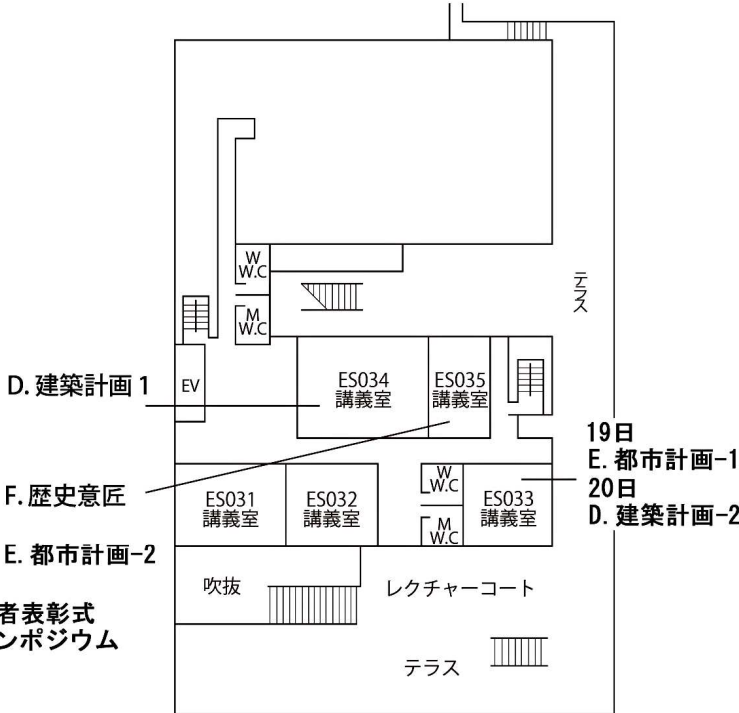 W
W.C
M
W.C
テラス
D. 建築計画 1
EV
ES034
講義室
ES035
講義室
19日
E. 都市計画-1
20日
D. 建築計画-2
F. 歴史意匠
ES031
講義室
ES032
講義室
W
W.C
M
W.C
ES033
講義室
E. 都市計画-2
吹抜
レクチャーコート
者表彰式
ンポジウム
テラス